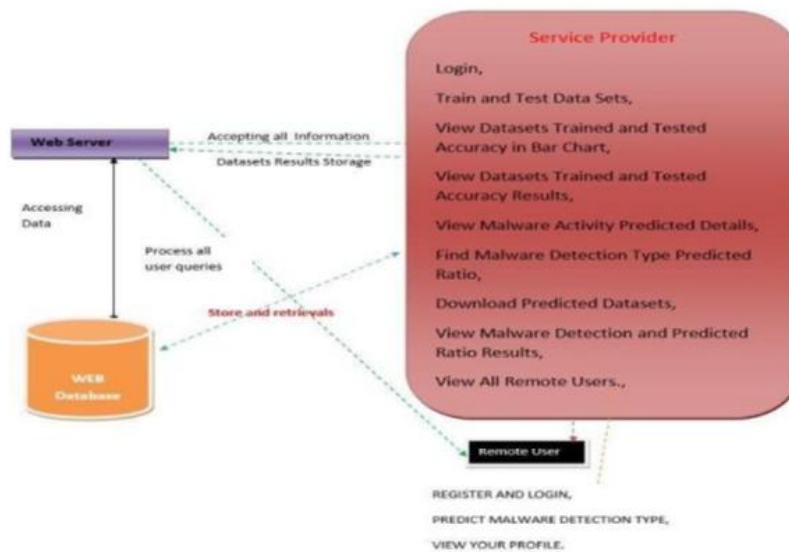 Service Provider
Login,
Train and Test Data Sets,
View Datasets Trained and Tested
Accuracy in Bar Chart,
View Datasets Trained and Tested
Accuracy Results,
View Malware Activity Predicted Details,
Find Malware Detection Type Predicted
Ratio,
Download Predicted Datasets,
View Malware Detection and Predicted
Ratio Results,
View All Remote Users.,
Web Server
Accepting all Information
Datasets Results Storage
Accessing
Data
Process all
user queries
Store and retrievals
WEB
Database
Remote User
REGISTER AND LOGIN,
PREDICT MALWARE DETECTION TYPE,
VIEW YOUR PROFILE.